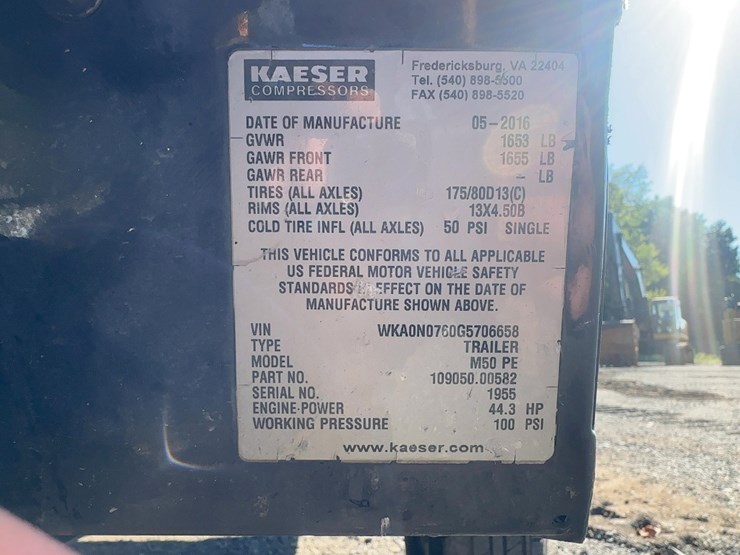 KAESER
COMPRESSORS
Fredericksburg, VA 22404
Tel. (540) 898-5500
FAX (540) 898-5520
DATE OF MANUFACTURE 05-2016
GVWR 1653 LB
GAWR FRONT 1655 LB
GAWR REAR - LB
TIRES (ALL AXLES) 175/80D13(C)
RIMS (ALL AXLES) 13X4.50B
COLD TIRE INFL (ALL AXLES) 50 PSI SINGLE
THIS VEHICLE CONFORMS TO ALL APPLICABLE
US FEDERAL MOTOR VEHICLE SAFETY
STANDARDS EFFECT ON THE DATE OF
MANUFACTURE SHOWN ABOVE.
VIN WKA0N0760G5706658
TYPE TRAILER
MODEL M50 PE
PART NO. 109050.00582
SERIAL NO. 1955
ENGINE-POWER 44.3 HP
WORKING PRESSURE 100 PSI
www.kaeser.com